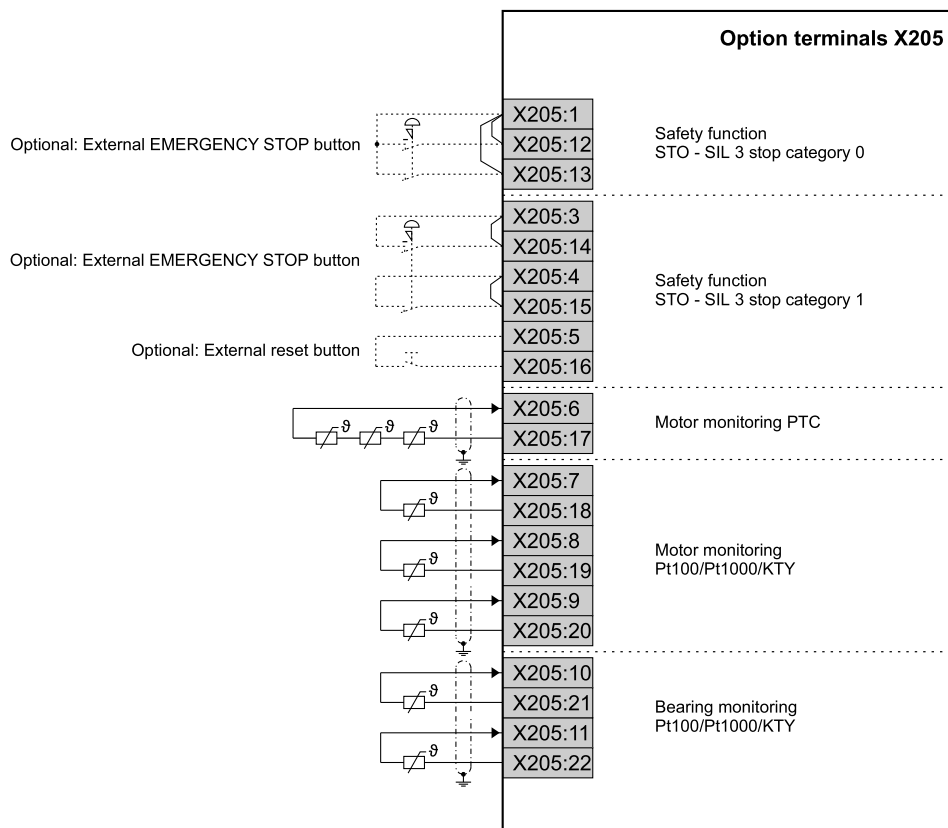 Option terminals X205
X205:1
Optional: External EMERGENCY STOP button
X205:12
X205:13
Safety function
STO - SIL 3 stop category 0
X205:3
X205:14
Optional: External EMERGENCY STOP button
X205:4
X205:15
Safety function
STO - SIL 3 stop category 1
X205:5
Optional: External reset button
X205:16
X205:6
ϑ ϑ ϑ
X205:17
Motor monitoring PTC
X205:7
ϑ
X205:18
X205:8
ϑ
X205:19
Motor monitoring
Pt100/Pt1000/KTY
X205:9
ϑ
X205:20
X205:10
ϑ
X205:21
Bearing monitoring
Pt100/Pt1000/KTY
X205:11
ϑ
X205:22